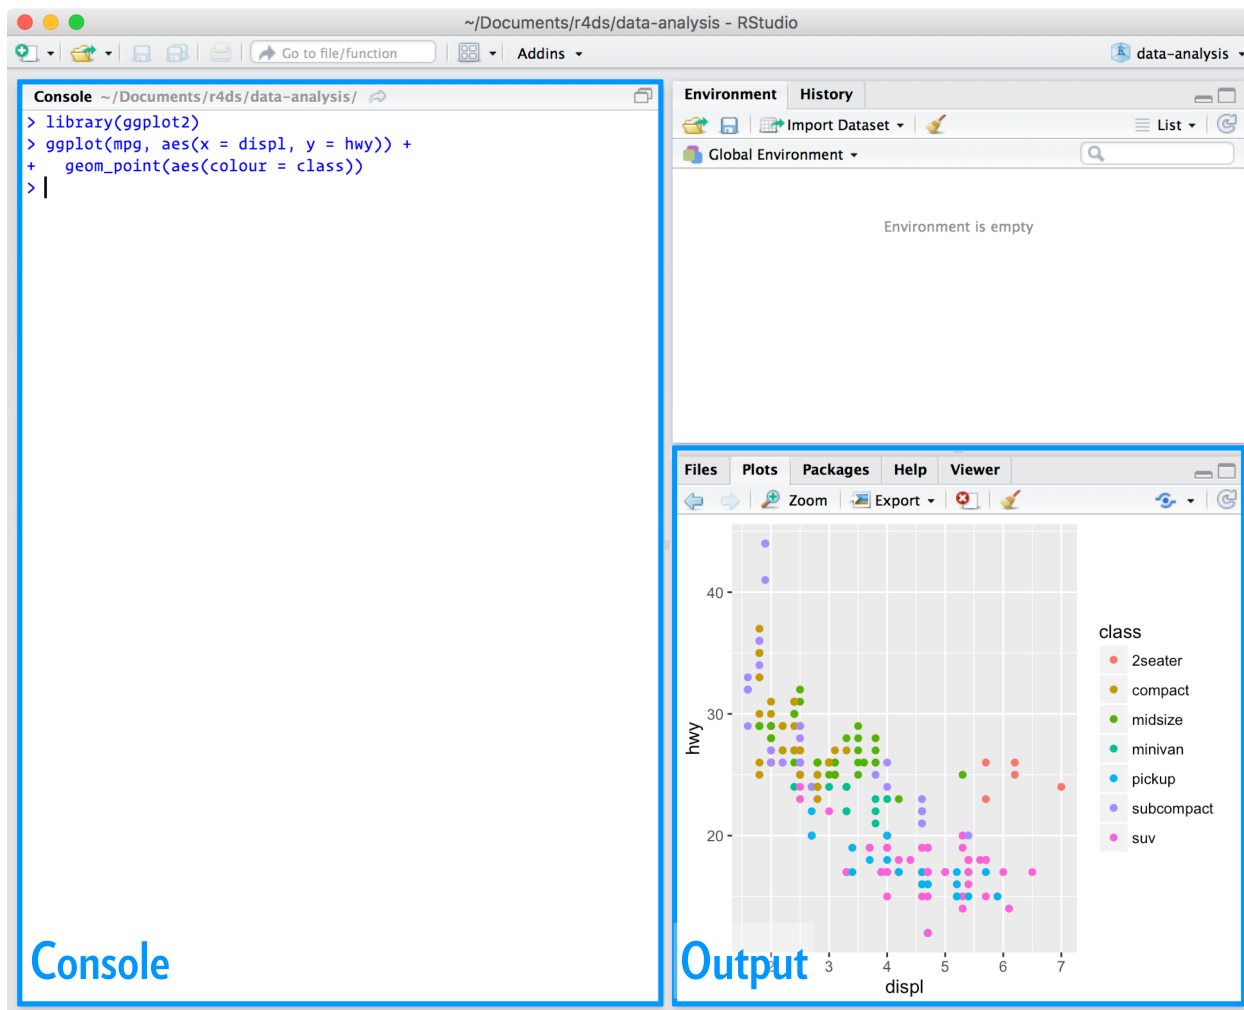 ~/Documents/r4ds/data-analysis - RStudio
Go to file/function
Addins
data-analysis
Console ~/Documents/r4ds/data-analysis/
> library(ggplot2)
> ggplot(mpg, aes(x = displ, y = hwy)) +
+   geom_point(aes(colour = class))
>
Console
Environment History
Import Dataset
List
Global Environment
Environment is empty
Files Plots Packages Help Viewer
Zoom Export
40
30
20
hwy
2 3 4 5 6 7
displ
class
2seater
compact
midsize
minivan
pickup
subcompact
suv
Output